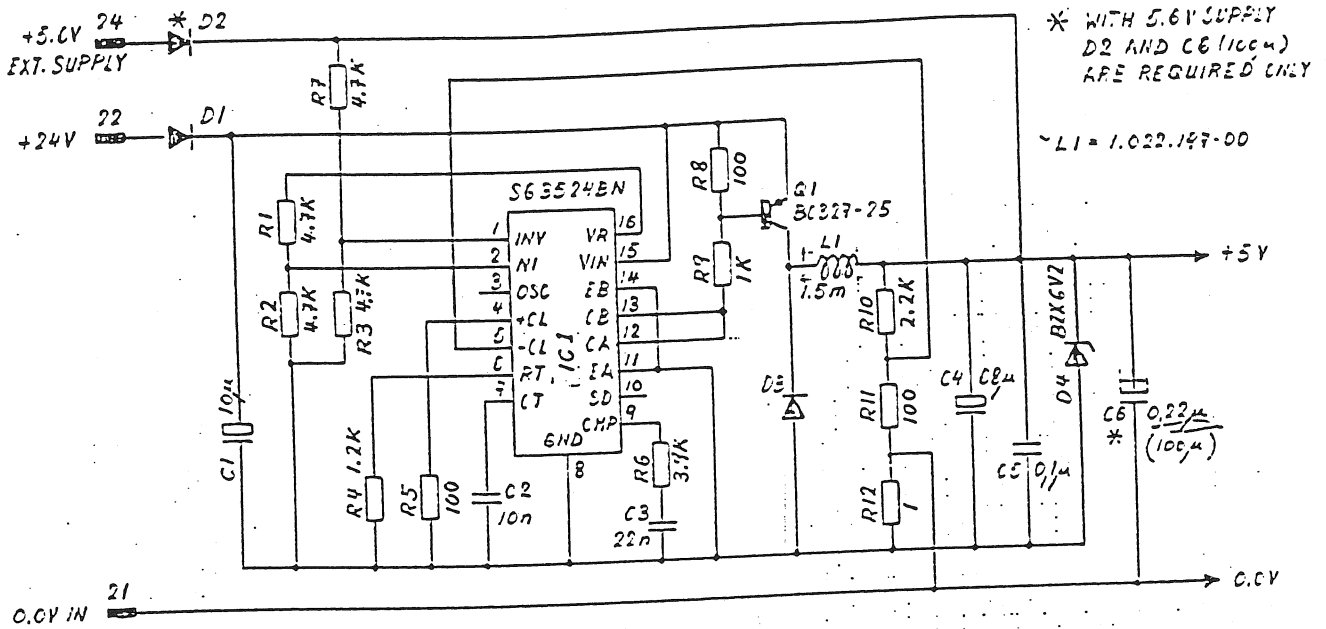 24
+5.6V
EXT. SUPPLY
* D2
* WITH 5.6V SUPPLY
D2 AND C6 (100µ)
ARE REQUIRED ONLY
R7 4.7K
22
+24V
D1
L1 = 1.022.197-00
SG3524BN
R1 4.7K
R2 4.7K
R3 4.7K
1 INV
2 NI
3 OSC
4 +CL
5 -CL
6 RT
7 CT
IC1
VR 16
VIN 15
EB 14
CB 13
CA 12
EA 11
SD 10
CMP 9
GND
8
R8 100
R9 1K
Q1
BC327-25
L1
1.5m
+5V
R10 2.2K
R11 100
R12 1
D3
C4
C5 0,1µ
D4 BZX6V2
C6 0,22µ
* (100µ)
C1 10µ
R4 1.2K
R5 100
C2
10n
R6
C3
22n
21
0.0V IN
0.0V